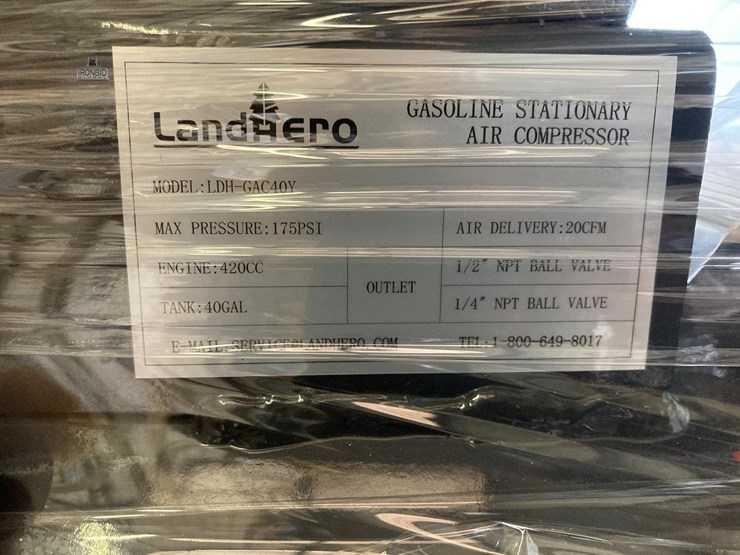 IRONBID
LandHero
GASOLINE STATIONARY
AIR COMPRESSOR
MODEL:LDH-GAC40Y
MAX PRESSURE:175PSI
AIR DELIVERY:20CFM
ENGINE:420CC
OUTLET
1/2" NPT BALL VALVE
TANK:40GAL
1/4" NPT BALL VALVE
E-MAIL:SERVICE@LANDHERO.COM
TEL:1-800-649-8017